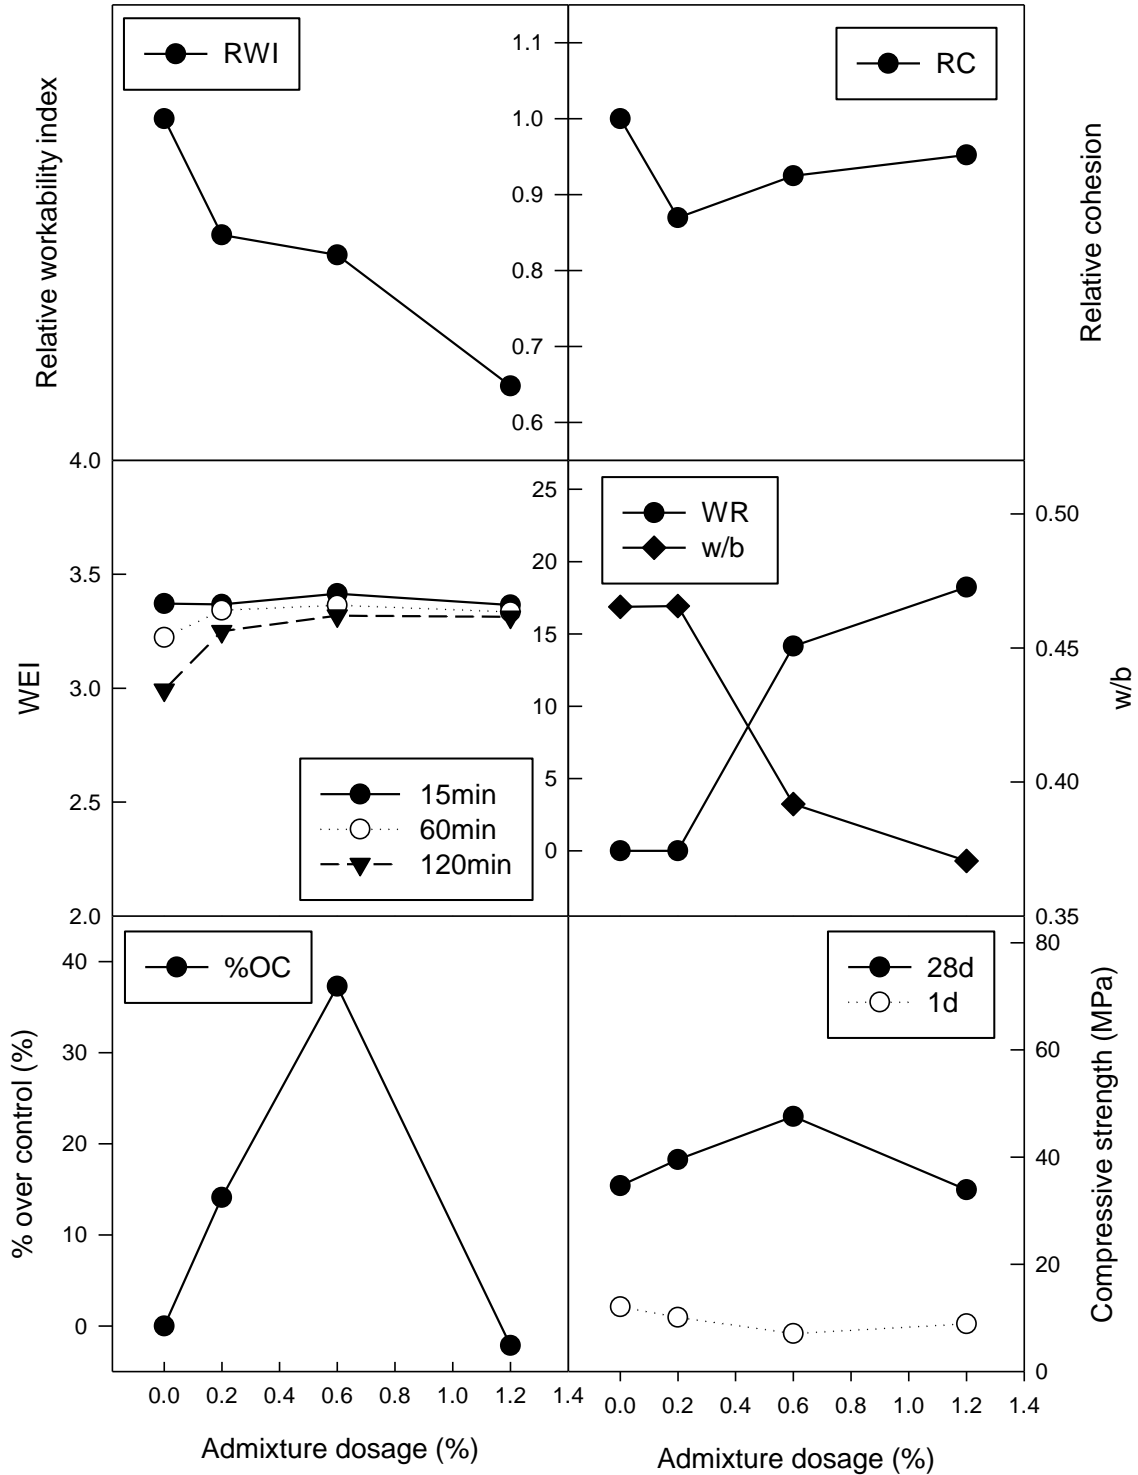 RWI
Relative workability index
1.1
1.0
0.9
0.8
0.7
0.6
RC
Relative cohesion
4.0
3.5
3.0
2.5
2.0
WEI
15min
60min
120min
25
20
15
10
5
0
WR
w/b
0.50
0.45
0.40
0.35
w/b
%OC
40
30
20
10
0
% over control (%)
0.0 0.2 0.4 0.6 0.8 1.0 1.2 1.4
Admixture dosage (%)
28d
1d
80
60
40
20
0
Compressive strength (MPa)
0.0 0.2 0.4 0.6 0.8 1.0 1.2 1.4
Admixture dosage (%)